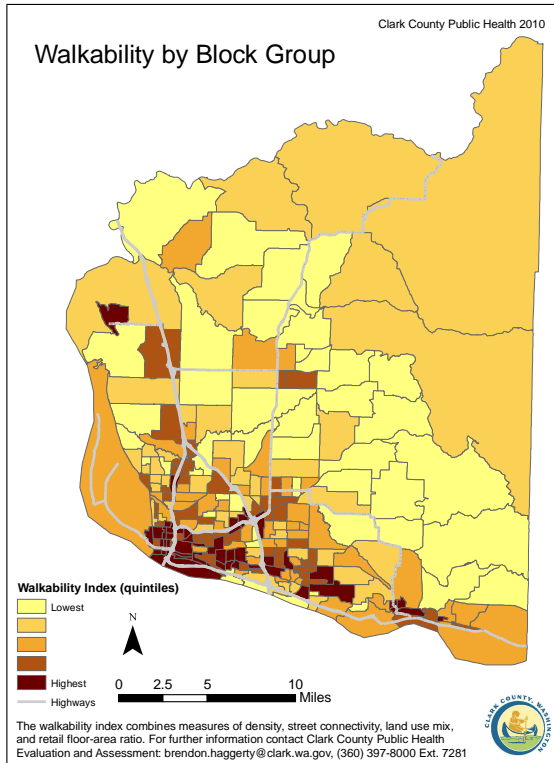 Clark County Public Health 2010
Walkability by Block Group
Walkability Index (quintiles)
Lowest
Highest
Highways
N
0 2.5 5 10
Miles
The walkability index combines measures of density, street connectivity, land use mix,
and retail floor-area ratio. For further information contact Clark County Public Health
Evaluation and Assessment: brendon.haggerty@clark.wa.gov, (360) 397-8000 Ext. 7281
CLARK COUNTY, WASHINGTON